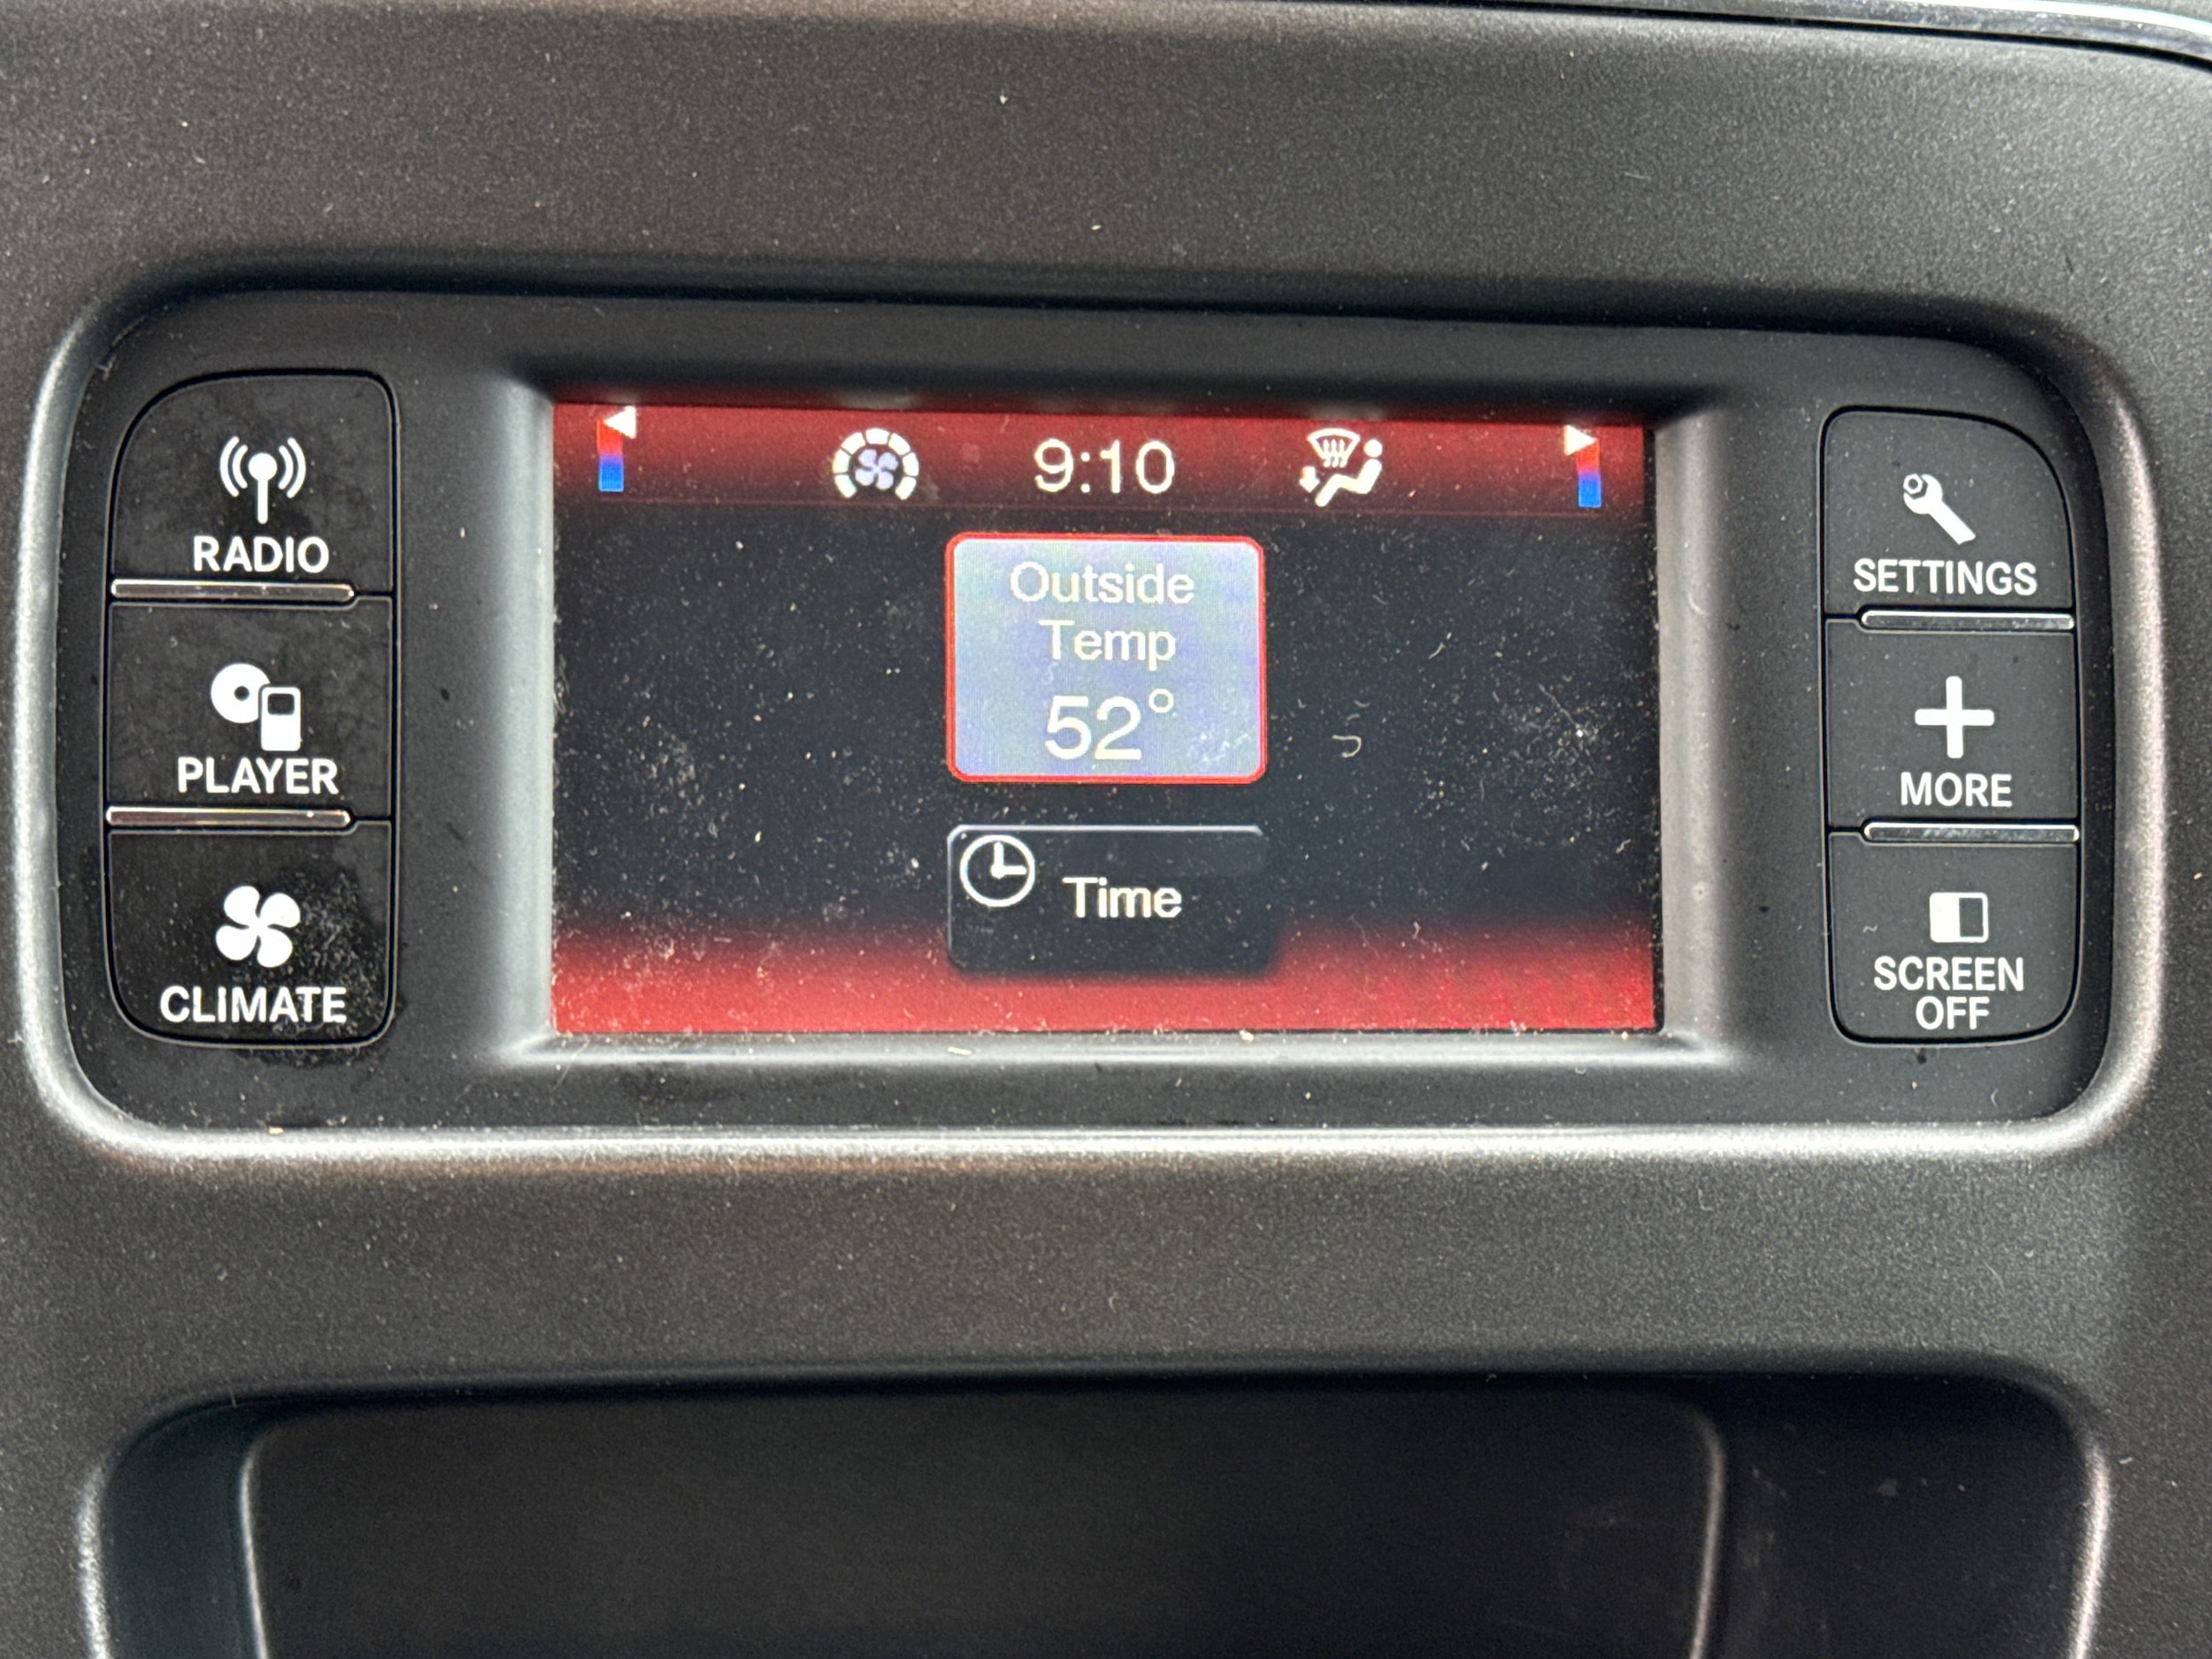 RADIO
PLAYER
CLIMATE
9:10
Outside
Temp
52°
Time
SETTINGS
MORE
SCREEN
OFF